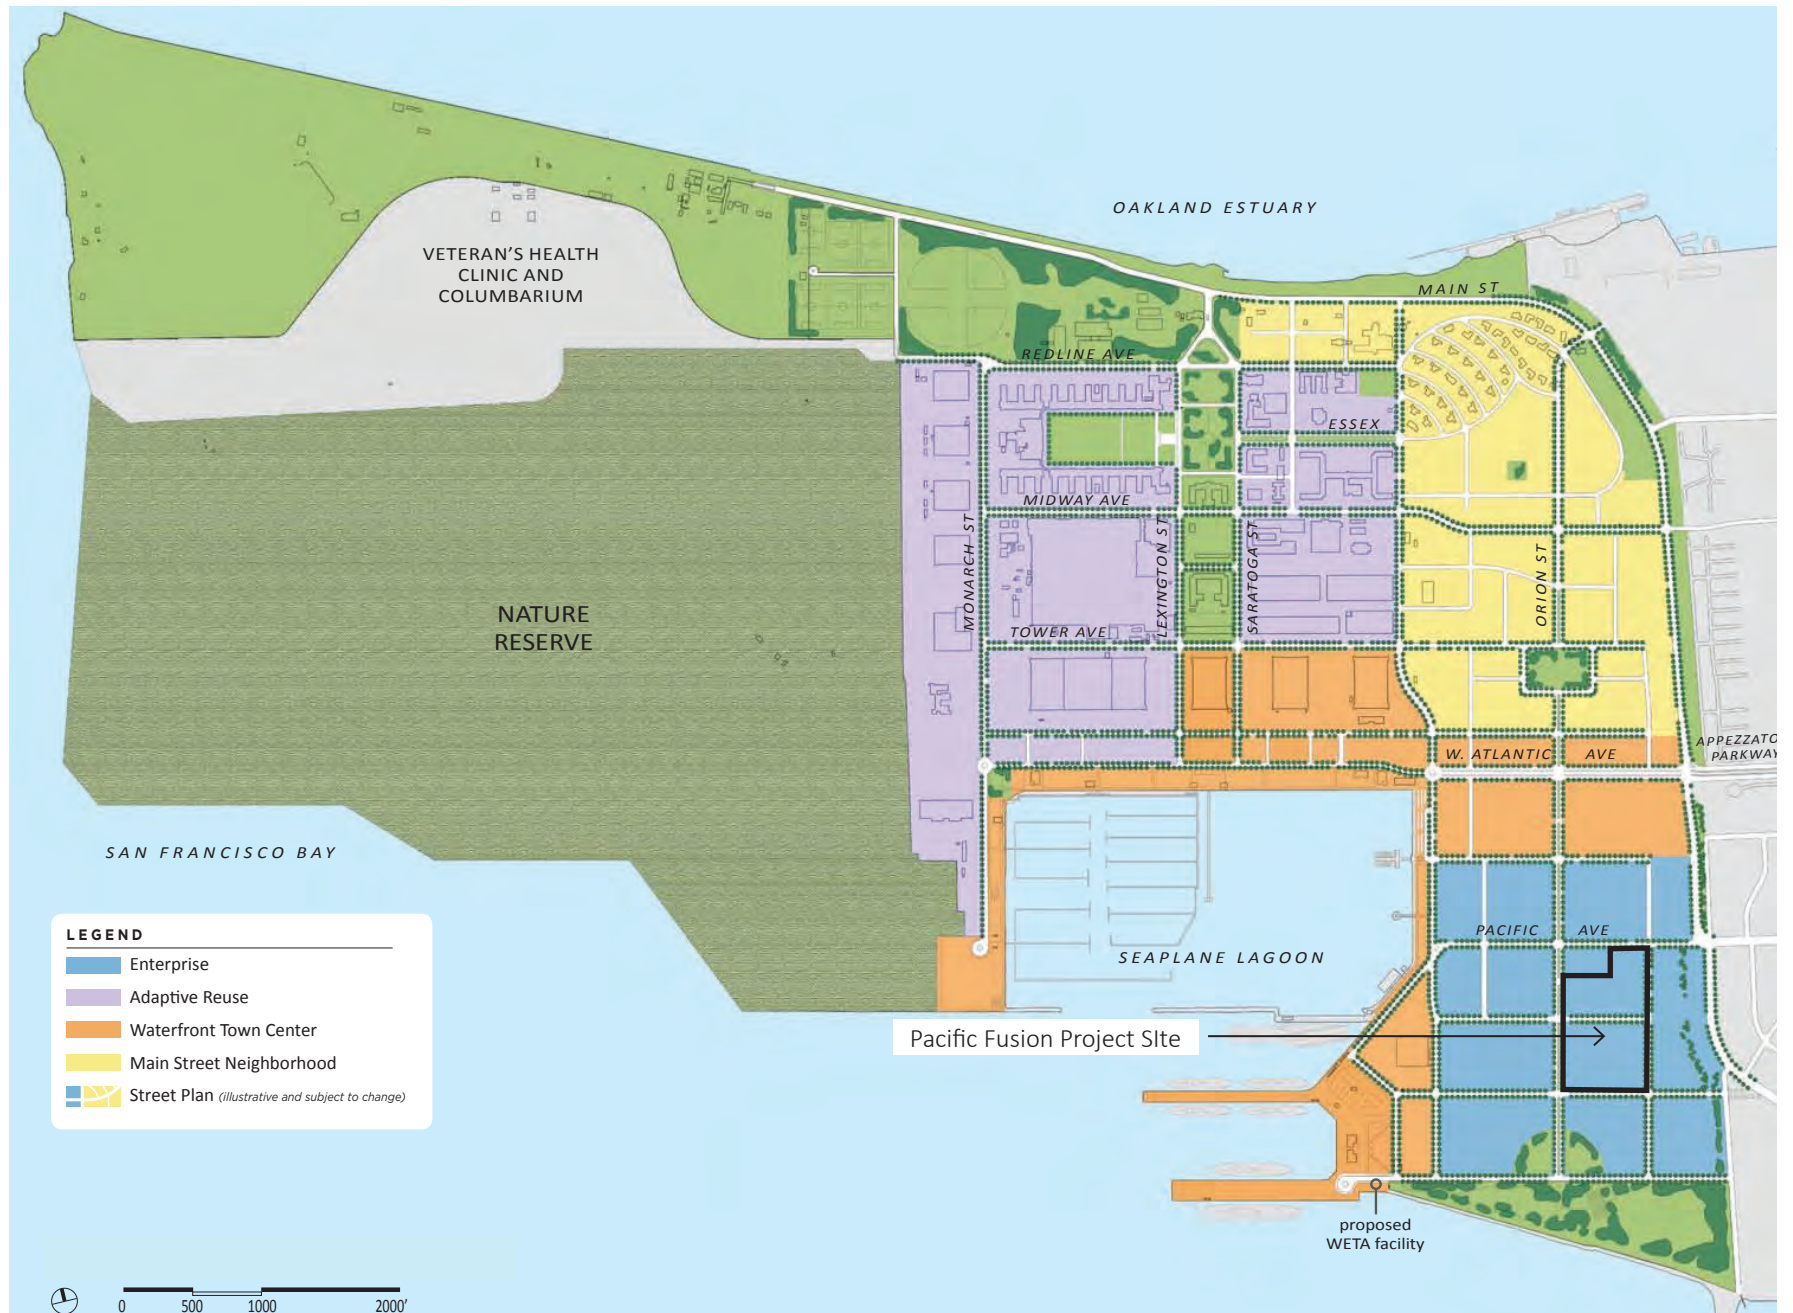 OAKLAND ESTUARY
VETERAN'S HEALTH
CLINIC AND
COLUMBARIUM
MAIN ST
REDLINE AVE
ESSEX
MIDWAY AVE
MONARCH ST
LEXINGTON ST
SARATOGA ST
ORION ST
NATURE
RESERVE
TOWER AVE
W. ATLANTIC AVE
APPEZZATO
PARKWAY
SAN FRANCISCO BAY
PACIFIC AVE
SEAPLANE LAGOON
Pacific Fusion Project SIte
LEGEND
Enterprise
Adaptive Reuse
Waterfront Town Center
Main Street Neighborhood
Street Plan (illustrative and subject to change)
proposed
WETA facility
0 500 1000 2000'